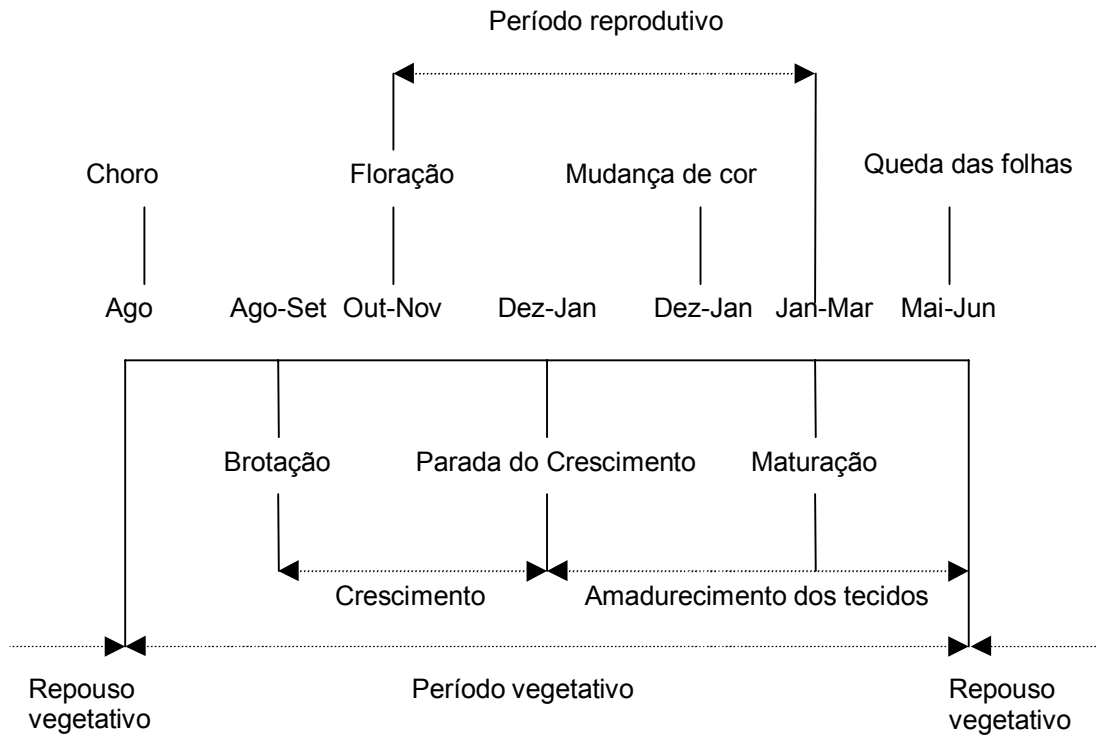 Período reprodutivo
Choro Floração Mudança de cor Queda das folhas
Ago Ago-Set Out-Nov Dez-Jan Dez-Jan Jan-Mar Mai-Jun
Brotação Parada do Crescimento Maturação
Crescimento Amadurecimento dos tecidos
Repouso Período vegetativo Repouso
vegetativo vegetativo